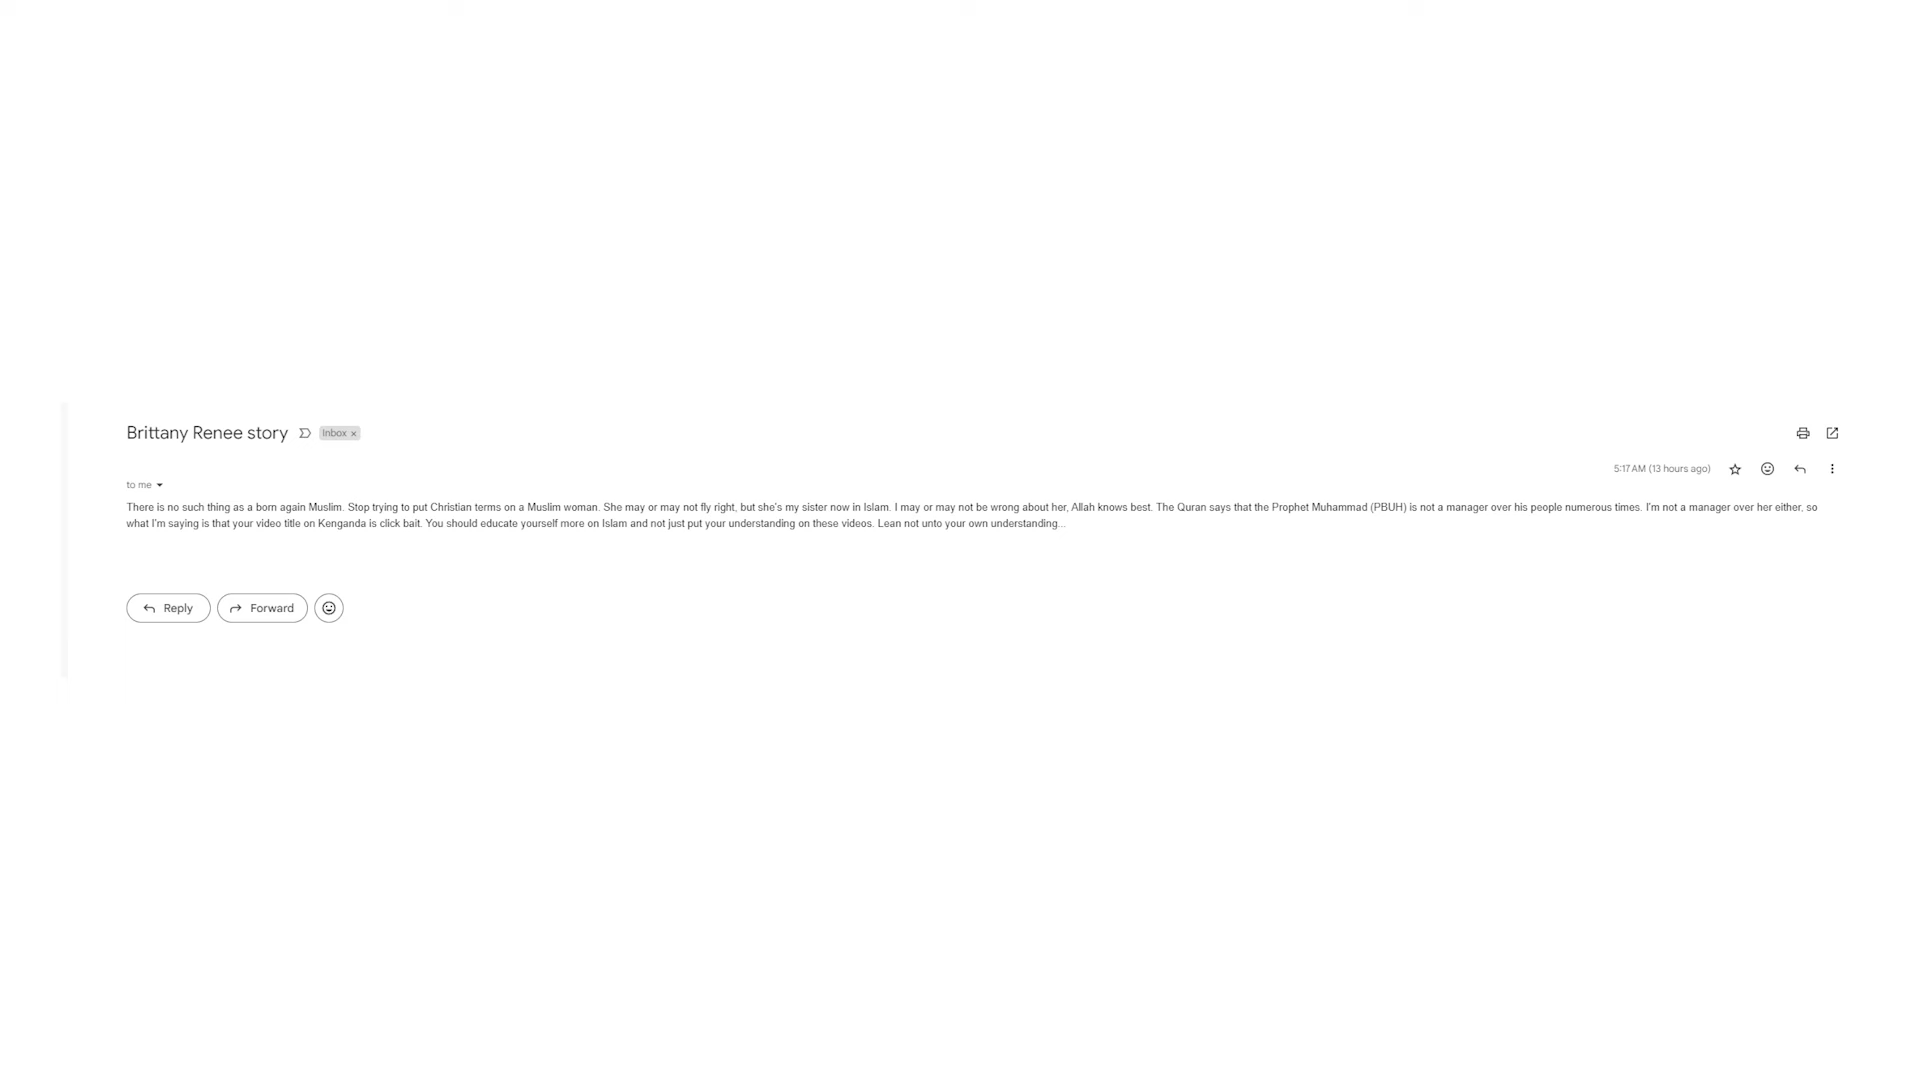 Brittany Renee story Inbox ×
5:17 AM (13 hours ago)
to me
There is no such thing as a born again Muslim. Stop trying to put Christian terms on a Muslim woman. She may or may not fly right, but she's my sister now in Islam. I may or may not be wrong about her, Allah knows best. The Quran says that the Prophet Muhammad (PBUH) is not a manager over his people numerous times. I'm not a manager over her either, so
what I'm saying is that your video title on Kenganda is click bait. You should educate yourself more on Islam and not just put your understanding on these videos. Lean not unto your own understanding...
Reply Forward